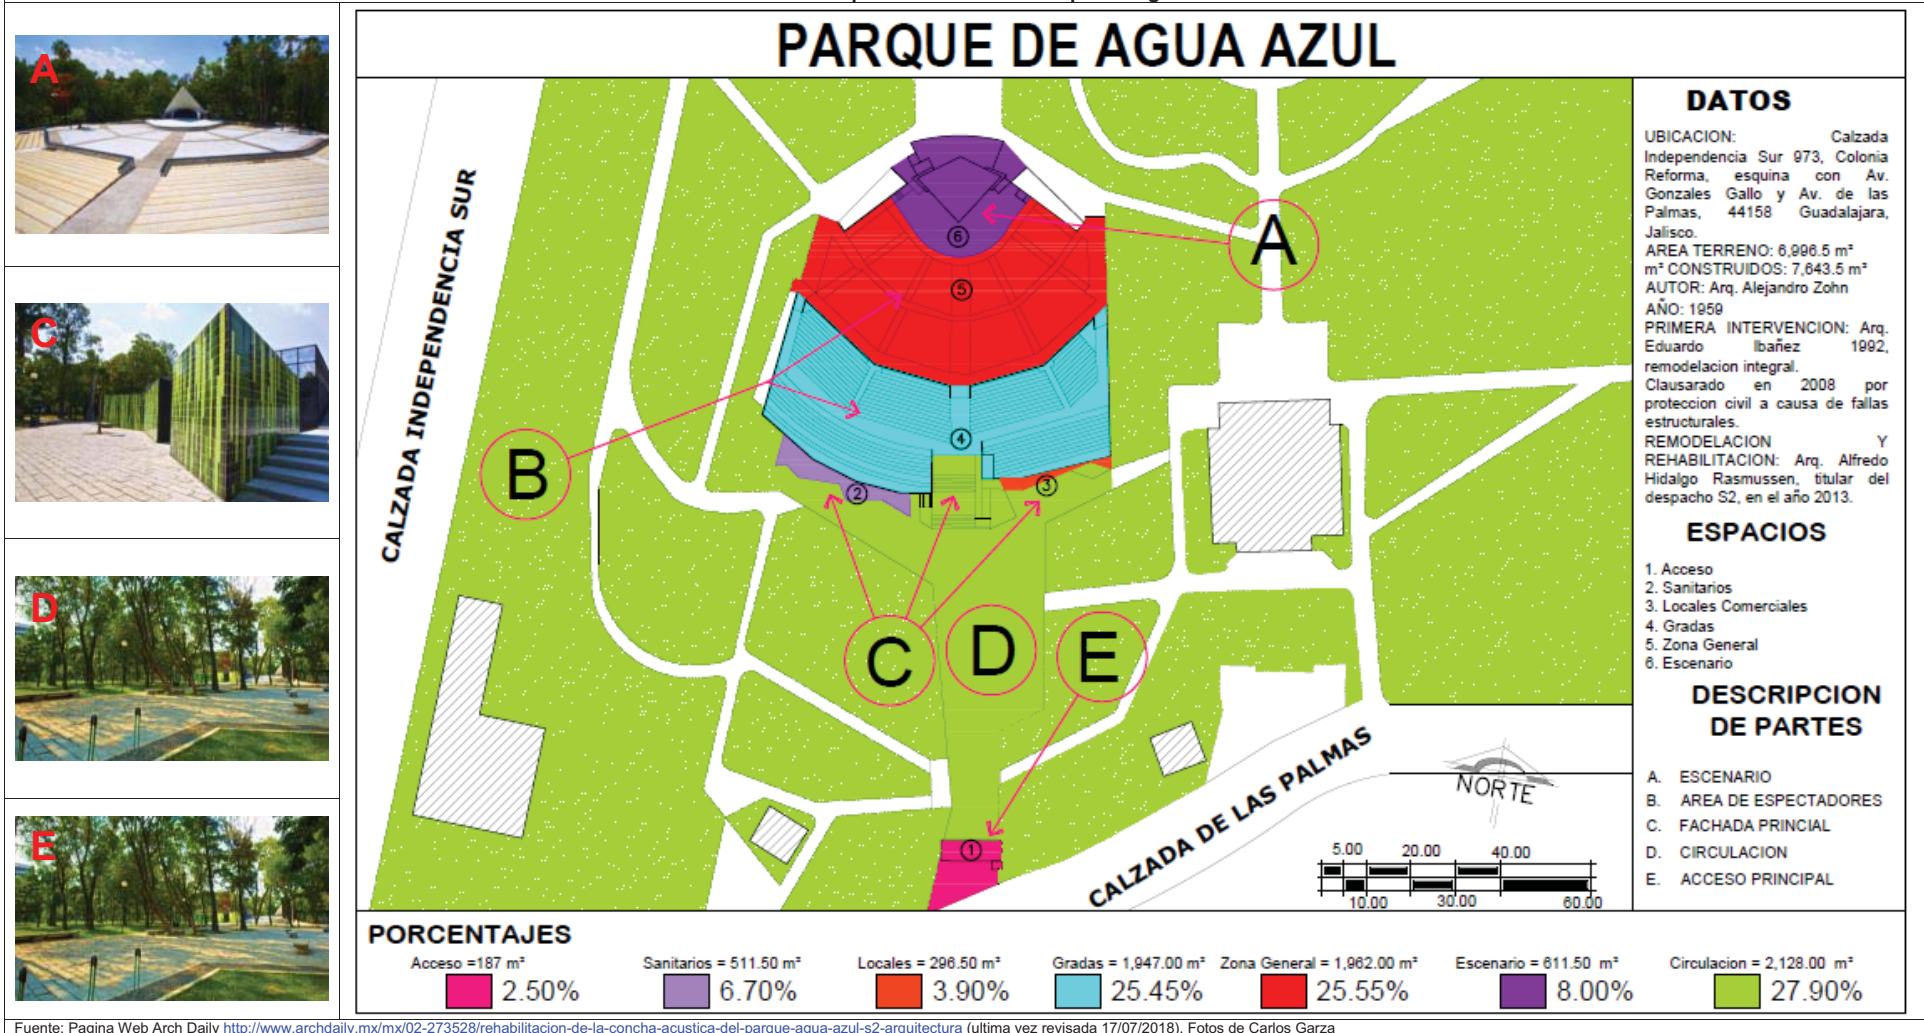 PARQUE DE AGUA AZUL
A
C
D
E
CALZADA INDEPENDENCIA SUR
CALZADA DE LAS PALMAS
A
B
C
D
E
6
5
4
2
3
1
DATOS
UBICACION: Calzada
Independencia Sur 973, Colonia
Reforma, esquina con Av.
Gonzales Gallo y Av. de las
Palmas, 44158 Guadalajara,
Jalisco.
AREA TERRENO: 6,996.5 m²
m² CONSTRUIDOS: 7,643.5 m²
AUTOR: Arq. Alejandro Zohn
AÑO: 1959
PRIMERA INTERVENCION: Arq.
Eduardo Ibañez 1992,
remodelacion integral.
Clausarado en 2008 por
proteccion civil a causa de fallas
estructurales.
REMODELACION Y
REHABILITACION: Arq. Alfredo
Hidalgo Rasmussen, titular del
despacho S2, en el año 2013.
ESPACIOS
1. Acceso
2. Sanitarios
3. Locales Comerciales
4. Gradas
5. Zona General
6. Escenario
DESCRIPCION
DE PARTES
A. ESCENARIO
B. AREA DE ESPECTADORES
C. FACHADA PRINCIAL
D. CIRCULACION
E. ACCESO PRINCIPAL
NORTE
5.00 20.00 40.00
10.00 30.00 60.00
PORCENTAJES
Acceso =187 m² Sanitarios = 511.50 m² Locales = 296.50 m² Gradas = 1,947.00 m² Zona General = 1,962.00 m² Escenario = 611.50 m² Circulacion = 2,128.00 m²
2.50% 6.70% 3.90% 25.45% 25.55% 8.00% 27.90%
Fuente: Pagina Web Arch Daily http://www.archdaily.mx/mx/02-273528/rehabilitacion-de-la-concha-acustica-del-parque-agua-azul-s2-arquitectura (ultima vez revisada 17/07/2018). Fotos de Carlos Garza